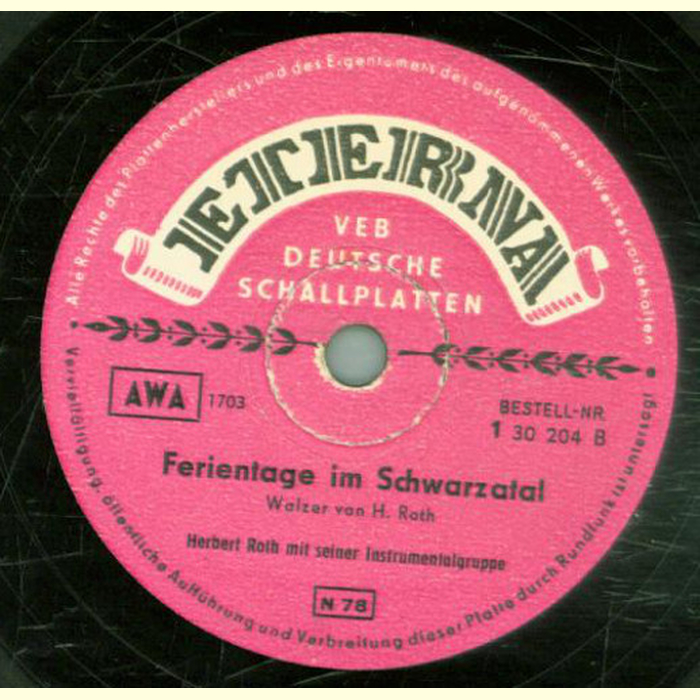 Alle Rechte des Plattenherstellers und des Eigentümers des aufgenommenen Werkes vorbehalten
ETERNA
VEB
DEUTSCHE
SCHALLPLATTEN
AWA 1703
BESTELL-NR.
1 30 204 B
Ferientage im Schwarzatal
Walzer von H. Roth
Herbert Roth mit seiner Instrumentalgruppe
N 78
Vervielfältigung, öffentliche Aufführung und Verbreitung dieser Platte durch Rundfunk ist untersagt